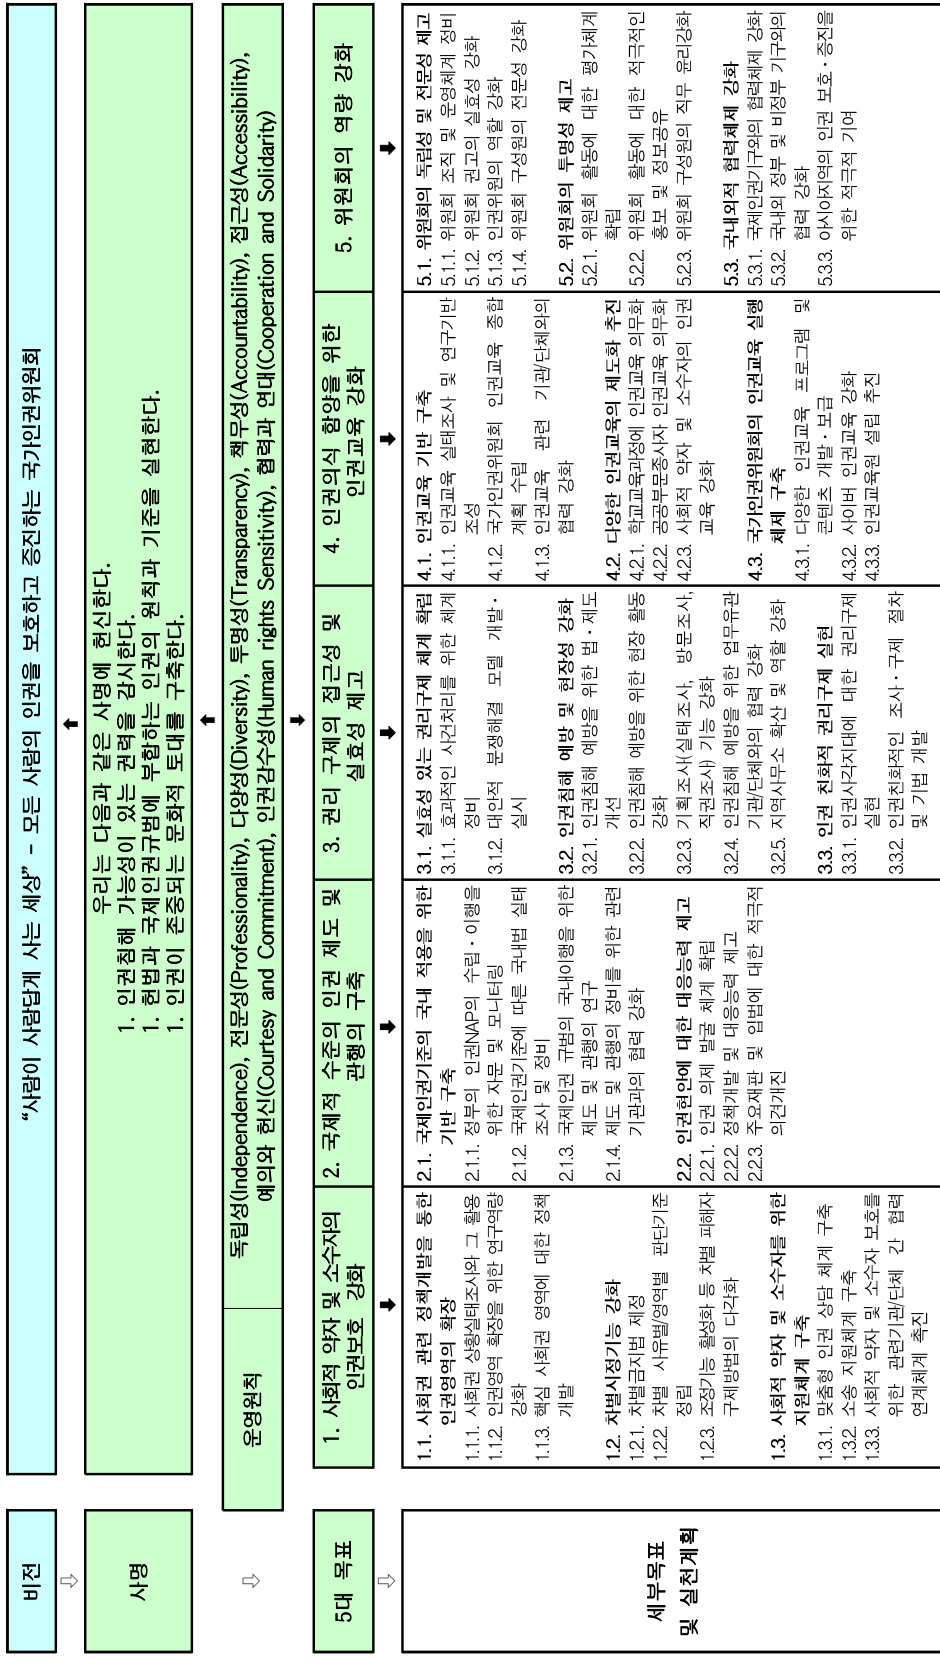 비전
"사람이 사람답게 사는 세상" - 모든 사람의 인권을 보호하고 증진하는 국가인권위원회
사명
우리는 다음과 같은 사명에 헌신한다.
1. 인권침해 가능성이 있는 권력을 감시한다.
1. 헌법과 국제인권규범에 부합하는 인권의 원칙과 기준을 실현한다.
1. 인권이 존중되는 문화적 토대를 구축한다.
운영원칙
독립성(Independence), 전문성(Professionality), 다양성(Diversity), 투명성(Transparency), 책무성(Accountability), 접근성(Accessibility),
예의와 헌신(Courtesy and Commitment), 인권감수성(Human rights Sensitivity), 협력과 연대(Cooperation and Solidarity)
5대 목표
1. 사회적 약자 및 소수자의
인권보호 강화
2. 국제적 수준의 인권 제도 및
관행의 구축
3. 권리 구제의 접근성 및
실효성 제고
4. 인권의식 함양을 위한
인권교육 강화
5. 위원회의 역량 강화
세부목표
및 실천계획
1.1. 사회권 관련 정책개발을 통한
인권영역의 확장
1.1.1. 사회권 상황실태조사와 그 활용
1.1.2. 인권영역 확장을 위한 연구역량
강화
1.1.3. 핵심 사회권 영역에 대한 정책
개발
1.2. 차별시정기능 강화
1.2.1. 차별금지법 제정
1.2.2. 차별 사유별/영역별 판단기준
정립
1.2.3. 조정기능 활성화 등 차별 피해자
구제방법의 다각화
1.3. 사회적 약자 및 소수자를 위한
지원체계 구축
1.3.1. 맞춤형 인권 상담 체계 구축
1.3.2. 소송 지원체계 구축
1.3.3. 사회적 약자 및 소수자 보호를
위한 관련기관/단체 간 협력
연계체계 촉진
2.1. 국제인권기준의 국내 적용을 위한
기반 구축
2.1.1. 정부의 인권NAP의 수립・이행을
위한 자문 및 모니터링
2.1.2. 국제인권기준에 따른 국내법 실태
조사 및 정비
2.1.3. 국제인권 규범의 국내이행을 위한
제도 및 관행의 연구
2.1.4. 제도 및 관행의 정비를 위한 관련
기관과의 협력 강화
2.2. 인권현안에 대한 대응능력 제고
2.2.1. 인권 의제 발굴 체계 확립
2.2.2. 정책개발 및 대응능력 제고
2.2.3. 주요재판 및 입법에 대한 적극적
의견개진
3.1. 실효성 있는 권리구제 체계 확립
3.1.1. 효과적인 사건처리를 위한 체계
정비
3.1.2. 대안적 분쟁해결 모델 개발・
실시
3.2. 인권침해 예방 및 현장성 강화
3.2.1. 인권침해 예방을 위한 법・제도
개선
3.2.2. 인권침해 예방을 위한 현장 활동
강화
3.2.3. 기획조사(실태조사, 방문조사,
직권조사) 기능 강화
3.2.4. 인권침해 예방을 위한 업무유관
기관/단체와의 협력 강화
3.2.5. 지역사무소 확산 및 역할 강화
3.3. 인권 친화적 권리구제 실현
3.3.1. 인권사각지대에 대한 권리구제
실현
3.3.2. 인권친화적인 조사・구제 절차
및 기법 개발
4.1. 인권교육 기반 구축
4.1.1. 인권교육 실태조사 및 연구기반
조성
4.1.2. 국가인권위원회 인권교육 종합
계획 수립
4.1.3. 인권교육 관련 기관/단체와의
협력 강화
4.2. 다양한 인권교육의 제도화 추진
4.2.1. 학교교육과정에 인권교육 의무화
4.2.2. 공공부문종사자 인권교육 의무화
4.2.3. 사회적 약자 및 소수자의 인권
교육 강화
4.3. 국가인권위원회의 인권교육 실행
체제 구축
4.3.1. 다양한 인권교육 프로그램 및
콘텐츠 개발・보급
4.3.2. 사이버 인권교육 강화
4.3.3. 인권교육원 설립 추진
5.1. 위원회의 독립성 및 전문성 제고
5.1.1. 위원회 조직 및 운영체계 정비
5.1.2. 위원회 권고의 실효성 강화
5.1.3. 인권위원의 역할 강화
5.1.4. 위원회 구성원의 전문성 강화
5.2. 위원회의 투명성 제고
5.2.1. 위원회 활동에 대한 평가체계
확립
5.2.2. 위원회 활동에 대한 적극적인
홍보 및 정보공유
5.2.3. 위원회 구성원의 직무 윤리강화
5.3. 국내외적 협력체제 강화
5.3.1. 국제인권기구와의 협력체제 강화
5.3.2. 국내외 정부 및 비정부 기구와의
협력 강화
5.3.3. 아시아지역의 인권 보호・증진을
위한 적극적 기여